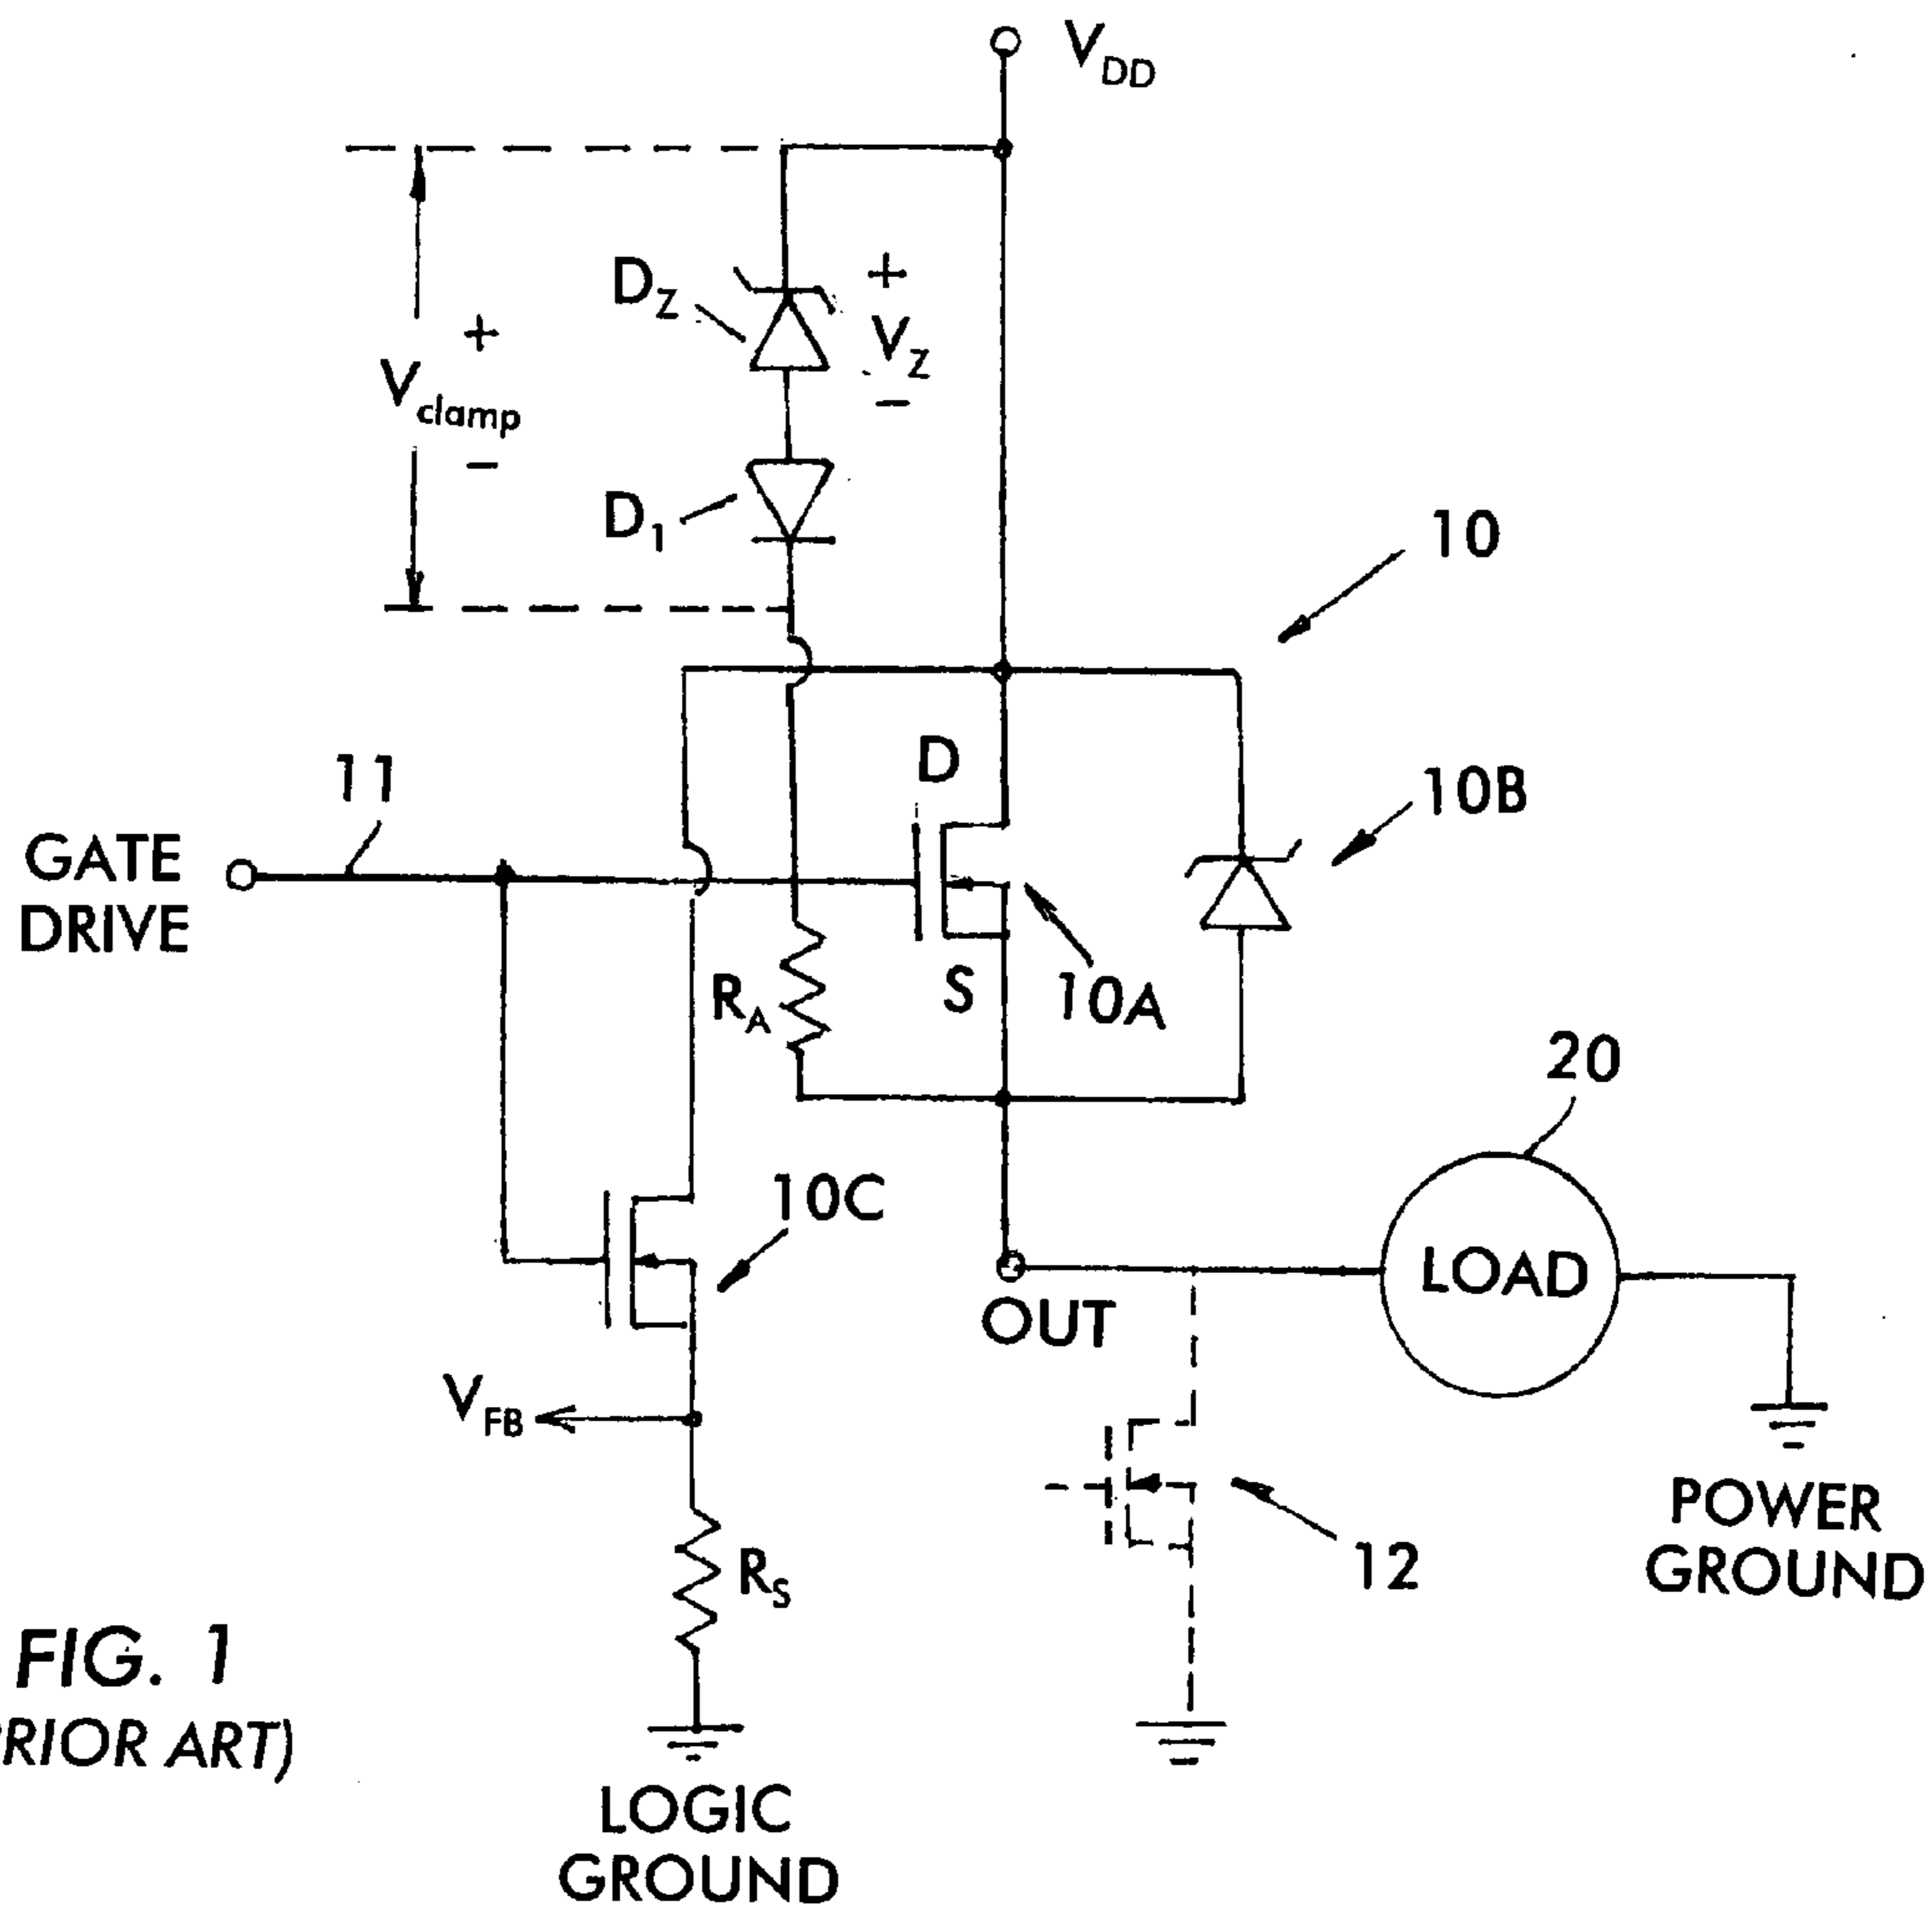 VDD
+
DZ
VZ
-
+
Vclamp
-
D1
10
D
11
10B
GATE
DRIVE
RA
S
10A
20
10C
LOAD
OUT
VFB
POWER
GROUND
12
RS
FIG. 1
RIOR ART)
LOGIC
GROUND